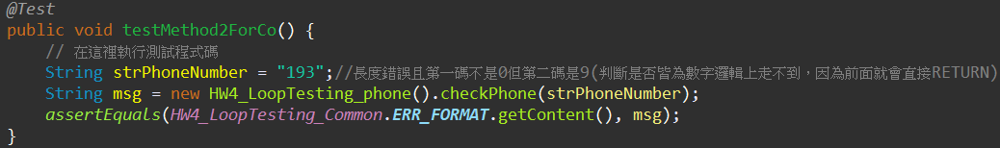 @Test
public void testMethod2ForCo() {
    // 在這裡執行測試程式碼
    String strPhoneNumber = "193";//長度錯誤且第一碼不是0但第二碼是9(判斷是否皆為數字邏輯上走不到，因為前面就會直接RETURN)
    String msg = new HW4_LoopTesting_phone().checkPhone(strPhoneNumber);
    assertEquals(HW4_LoopTesting_Common.ERR_FORMAT.getContent(), msg);
}